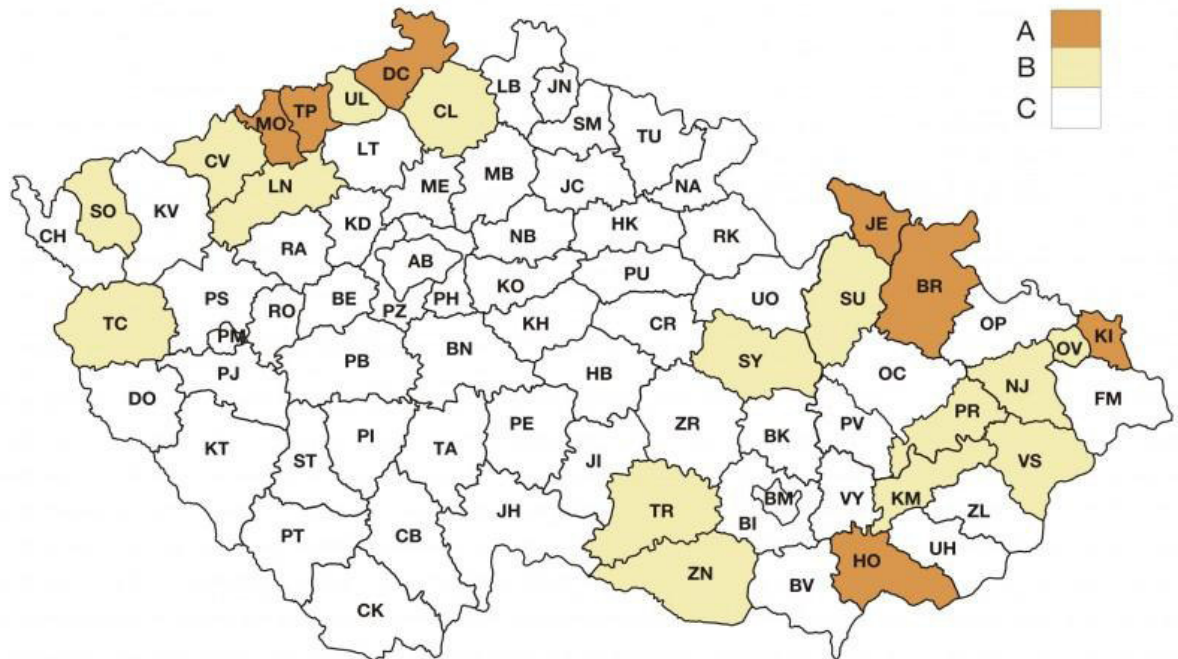 A
B
C
DC
LB
JN
UL
CL
TP
MO
SM
TU
CV
LT
ME
MB
JC
NA
LN
SO
KV
KD
NB
HK
RK
JE
CH
RA
AB
KO
PU
UO
SU
BR
OP
PS
RO
BE
PZ
PH
TC
PM
KH
CR
OV
KI
PB
BN
SY
PJ
HB
OC
NJ
FM
DO
PR
KT
ST
PI
TA
PE
ZR
BK
PV
JI
VS
TR
BM
VY
KM
ZL
PT
CB
JH
BI
UH
ZN
HO
BV
CK